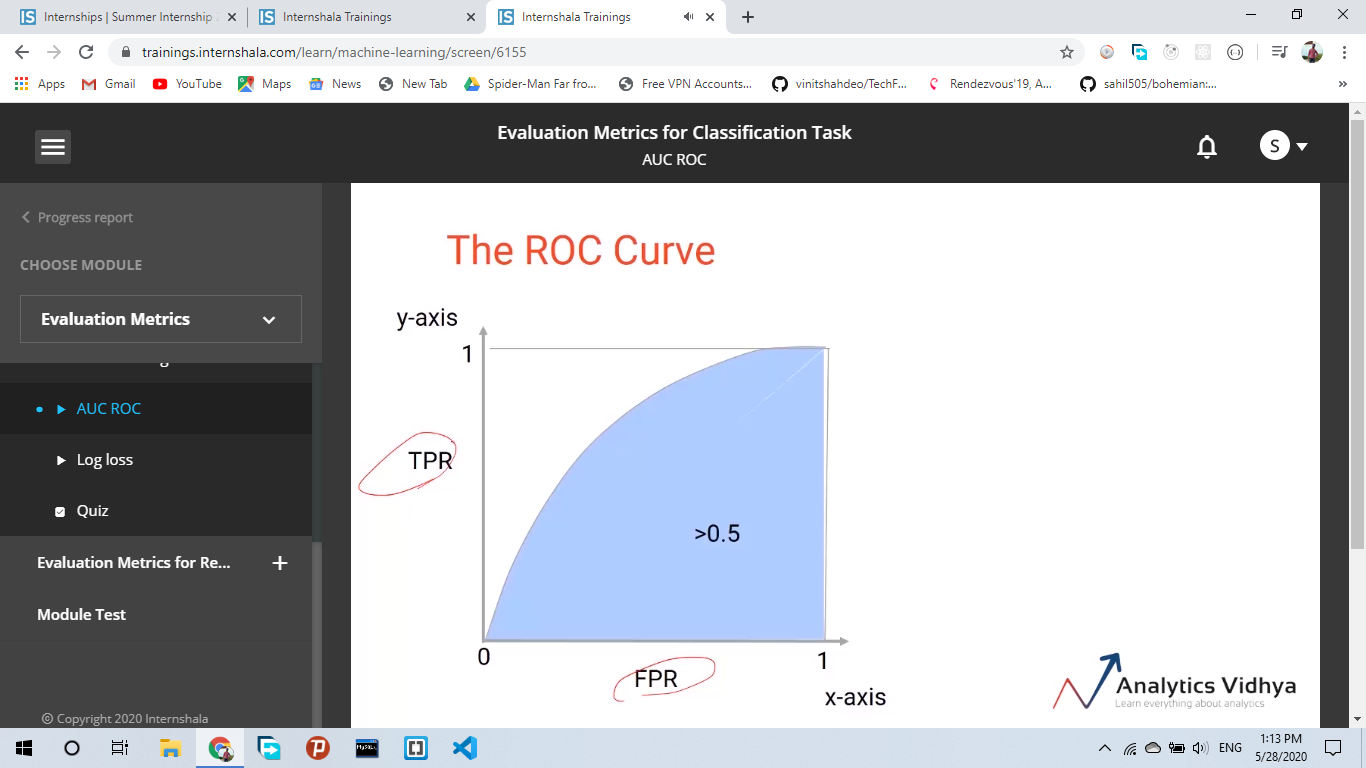 Internships | Summer Internship
Internshala Trainings
Internshala Trainings
trainings.internshala.com/learn/machine-learning/screen/6155
Apps
Gmail
YouTube
Maps
News
New Tab
Spider-Man Far fro...
Free VPN Accounts...
vinitshahdeo/TechF...
Rendezvous'19, A...
sahil505/bohemian:...
»
Evaluation Metrics for Classification Task
AUC ROC
S
Progress report
CHOOSE MODULE
Evaluation Metrics
AUC ROC
Log loss
Quiz
Evaluation Metrics for Re...
Module Test
© Copyright 2020 Internshala
The ROC Curve
y-axis
1
TPR
>0.5
0
1
FPR
x-axis
Analytics Vidhya
Learn everything about analytics
MySQL
ENG
1:13 PM
5/28/2020